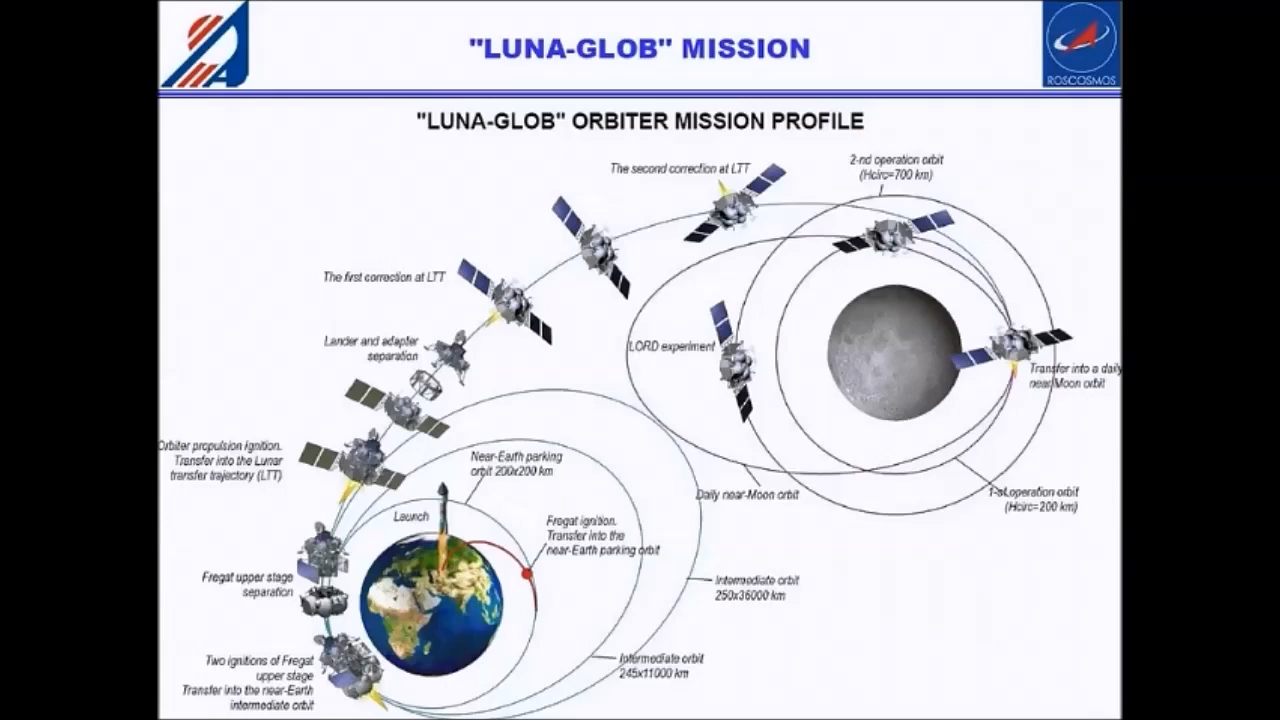 "LUNA-GLOB" MISSION
ROSCOSMOS
"LUNA-GLOB" ORBITER MISSION PROFILE
The second correction at LTT
2-nd operation orbit
(Hcirc=700 km)
The first correction at LTT
Lander and adapter
separation
LORD experiment
Transfer into a daily
near Moon orbit
Orbiter propulsion ignition.
Transfer into the Lunar
transfer trajectory (LTT)
Near-Earth parking
orbit 200x200 km
Daily near-Moon orbit
1-st operation orbit
(Hcirc=200 km)
Launch
Fregat ignition.
Transfer into the
near-Earth parking orbit
Fregat upper stage
separation
Intermediate orbit
250x36000 km
Two ignitions of Fregat
upper stage
Transfer into the near-Earth
intermediate orbit
Intermediate orbit
245x11000 km